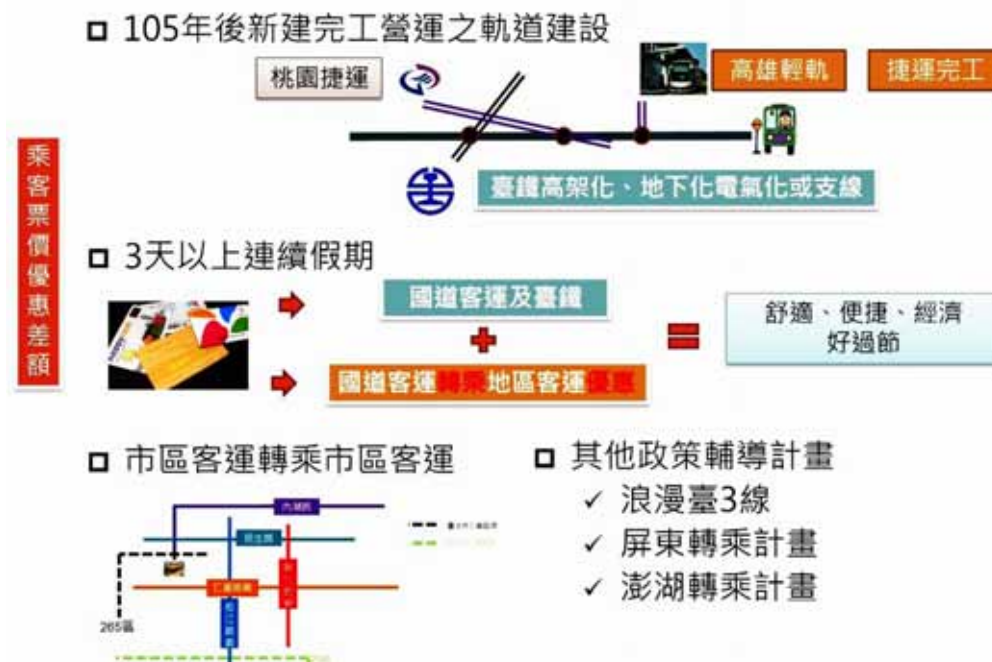 105年後新建完工營運之軌道建設
桃園捷運
高雄輕軌
捷運完工
臺鐵高架化、地下化電氣化或支線
乘客票價優惠差額
3天以上連續假期
國道客運及臺鐵
國道客運轉乘地區客運優惠
舒適、便捷、經濟
好過節
市區客運轉乘市區客運
265區
其他政策輔導計畫
浪漫臺3線
屏東轉乘計畫
澎湖轉乘計畫